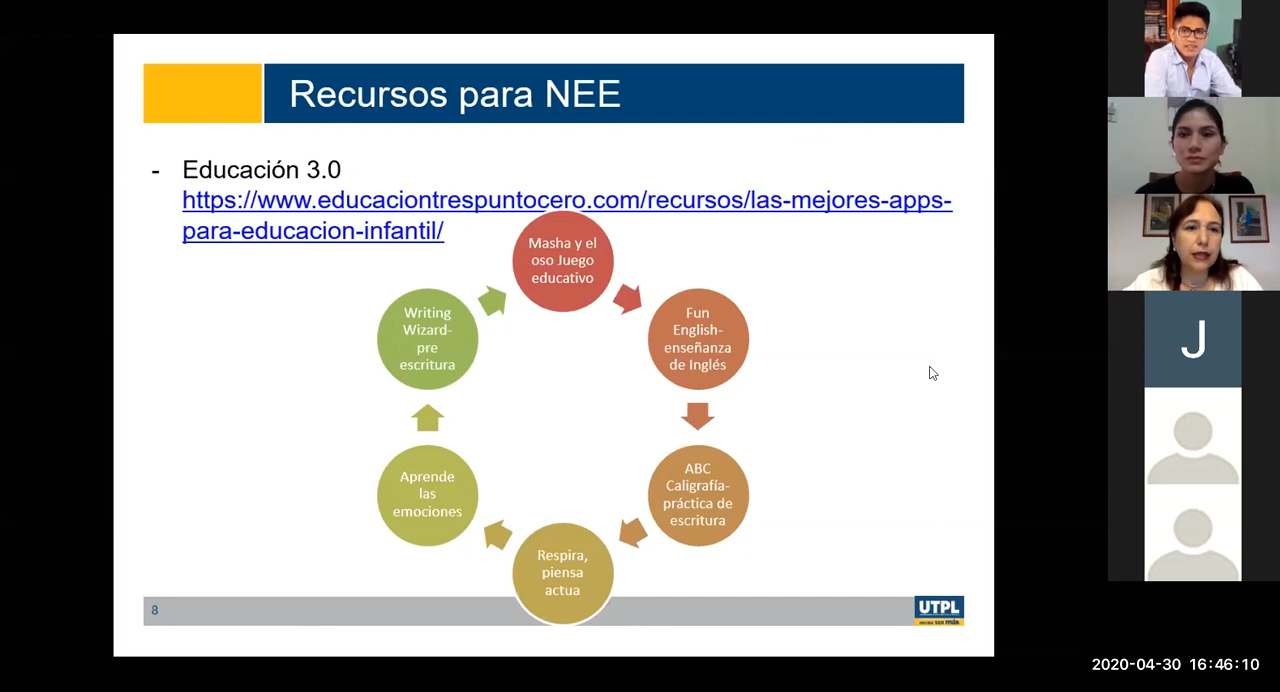 Recursos para NEE
- Educación 3.0
https://www.educaciontrespuntocero.com/recursos/las-mejores-apps-
para-educacion-infantil/
Masha y el
oso Juego
educativo
Fun
English-
enseñanza
de Inglés
ABC
Caligrafía-
práctica de
escritura
Respira,
piensa
actua
Aprende
las
emociones
Writing
Wizard-
pre
escritura
8
UTPL
J
2020-04-30 16:46:10